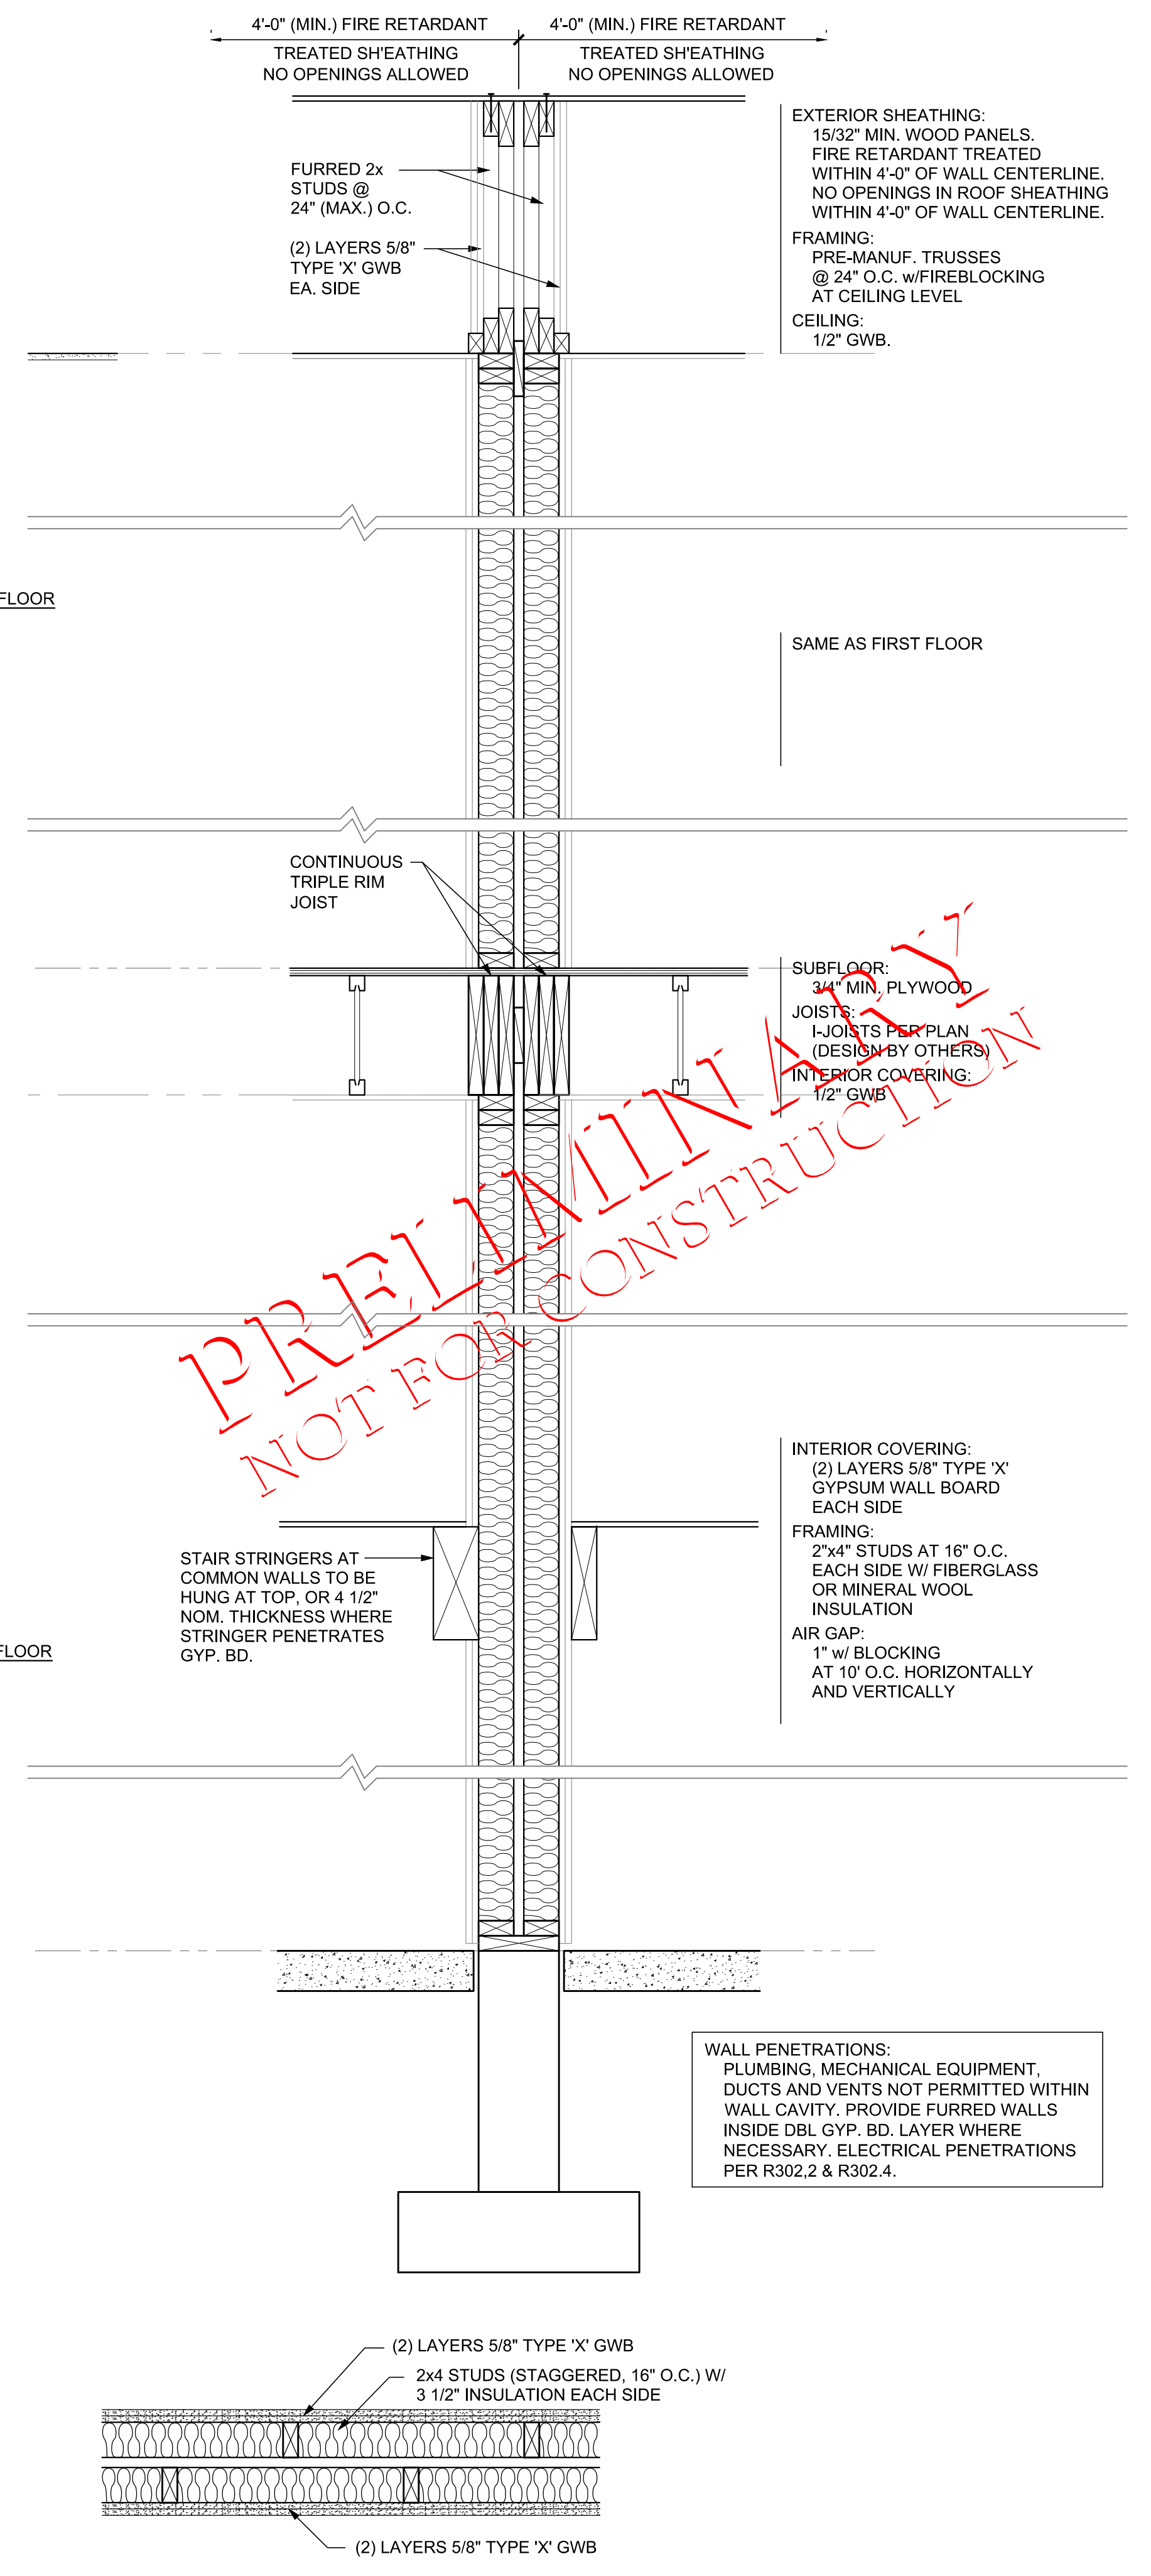 4'-0" (MIN.) FIRE RETARDANT
TREATED SH'EATHING
NO OPENINGS ALLOWED
4'-0" (MIN.) FIRE RETARDANT
TREATED SH'EATHING
NO OPENINGS ALLOWED
EXTERIOR SHEATHING:
15/32" MIN. WOOD PANELS.
FIRE RETARDANT TREATED
WITHIN 4'-0" OF WALL CENTERLINE.
NO OPENINGS IN ROOF SHEATHING
WITHIN 4'-0" OF WALL CENTERLINE.
FRAMING:
PRE-MANUF. TRUSSES
@ 24" O.C. w/FIREBLOCKING
AT CEILING LEVEL
CEILING:
1/2" GWB.
FURRED 2x
STUDS @
24" (MAX.) O.C.
(2) LAYERS 5/8"
TYPE 'X' GWB
EA. SIDE
FLOOR
SAME AS FIRST FLOOR
CONTINUOUS
TRIPLE RIM
JOIST
SUBFLOOR:
3/4" MIN. PLYWOOD
JOISTS:
I-JOISTS PER PLAN
(DESIGN BY OTHERS)
INTERIOR COVERING:
1/2" GWB
PRELIMINARY
NOT FOR CONSTRUCTION
INTERIOR COVERING:
(2) LAYERS 5/8" TYPE 'X'
GYPSUM WALL BOARD
EACH SIDE
FRAMING:
2"x4" STUDS AT 16" O.C.
EACH SIDE W/ FIBERGLASS
OR MINERAL WOOL
INSULATION
AIR GAP:
1" w/ BLOCKING
AT 10' O.C. HORIZONTALLY
AND VERTICALLY
STAIR STRINGERS AT
COMMON WALLS TO BE
HUNG AT TOP, OR 4 1/2"
NOM. THICKNESS WHERE
STRINGER PENETRATES
GYP. BD.
FLOOR
WALL PENETRATIONS:
PLUMBING, MECHANICAL EQUIPMENT,
DUCTS AND VENTS NOT PERMITTED WITHIN
WALL CAVITY. PROVIDE FURRED WALLS
INSIDE DBL GYP. BD. LAYER WHERE
NECESSARY. ELECTRICAL PENETRATIONS
PER R302,2 & R302.4.
(2) LAYERS 5/8" TYPE 'X' GWB
2x4 STUDS (STAGGERED, 16" O.C.) W/
3 1/2" INSULATION EACH SIDE
(2) LAYERS 5/8" TYPE 'X' GWB